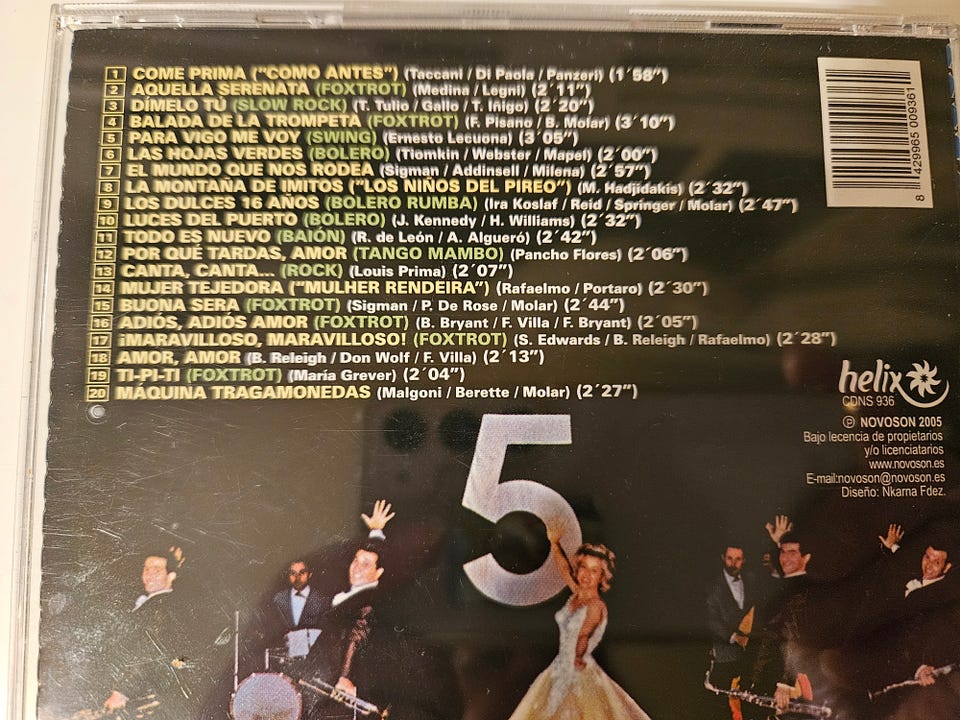 1 COME PRIMA ("COMO ANTES") (Taccani / Di Paola / Panzeri) (1´58")
2 AQUELLA SERENATA (FOXTROT) (Medina / Legni) (2´11")
3 DÍMELO TÚ (SLOW ROCK) (T. Tulio / Gallo / T. Iñigo) (2´20")
4 BALADA DE LA TROMPETA (FOXTROT) (F. Pisano / B. Molar) (3´10")
5 PARA VIGO ME VOY (SWING) (Ernesto Lecuona) (3´05")
6 LAS HOJAS VERDES (BOLERO) (Tiomkin / Webster / Mapel) (2´00")
7 EL MUNDO QUE NOS RODEA (Sigman / Addinsell / Milena) (2´57")
8 LA MONTAÑA DE IMITOS ("LOS NIÑOS DEL PIREO") (M. Hadjidakis) (2´32")
9 LOS DULCES 16 AÑOS (BOLERO RUMBA) (Ira Koslaf / Reid / Springer / Molar) (2´47")
10 LUCES DEL PUERTO (BOLERO) (J. Kennedy / H. Williams) (2´32")
11 TODO ES NUEVO (BAIÓN) (R. de León / A. Algueró) (2´42")
12 POR QUÉ TARDAS, AMOR (TANGO MAMBO) (Pancho Flores) (2´06")
13 CANTA, CANTA... (ROCK) (Louis Prima) (2´07")
14 MUJER TEJEDORA ("MULHER RENDEIRA") (Rafaelmo / Portaro) (2´30")
15 BUONA SERA (FOXTROT) (Sigman / P. De Rose / Molar) (2´44")
16 ADIÓS, ADIÓS AMOR (FOXTROT) (B. Bryant / F. Villa / F. Bryant) (2´05")
17 ¡MARAVILLOSO, MARAVILLOSO! (FOXTROT) (S. Edwards / B. Releigh / Rafaelmo) (2´28")
18 AMOR, AMOR (B. Releigh / Don Wolf / F. Villa) (2´13")
19 TI-PI-TI (FOXTROT) (María Grever) (2´04")
20 MÁQUINA TRAGAMONEDAS (Malgoni / Berette / Molar) (2´27")
8 429965 009361
helix
CDNS 936
Ⓟ NOVOSON 2005
Bajo lecencia de propietarios
y/o licenciatarios
www.novoson.es
E-mail:novoson@novoson.es
Diseño: Nkarna Fdez.
5